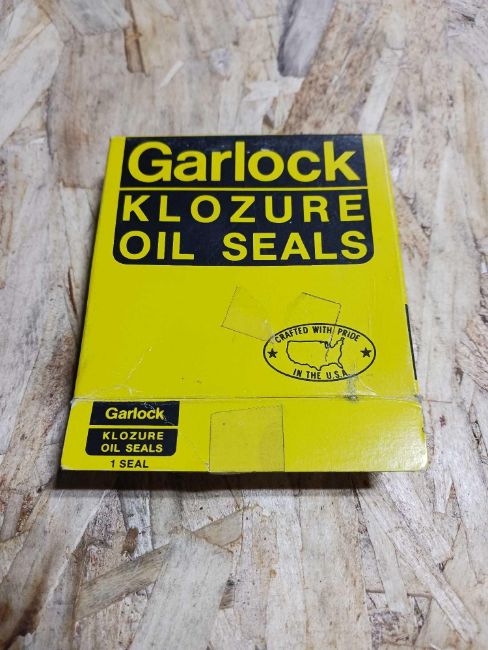 Garlock
KLOZURE
OIL SEALS
CRAFTED WITH PRIDE
IN THE U.S.A.
Garlock
KLOZURE
OIL SEALS
1 SEAL